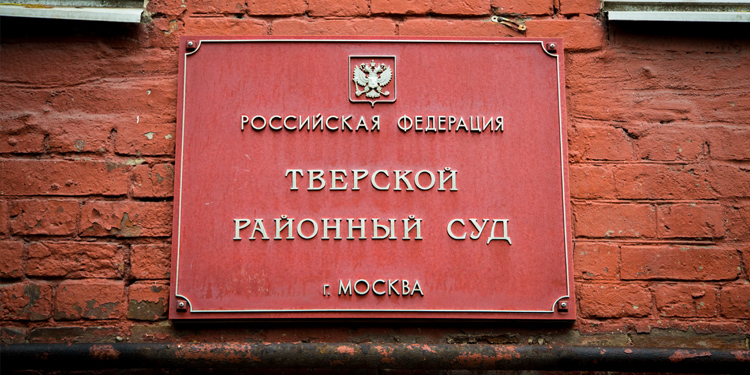 РОССИЙСКАЯ ФЕДЕРАЦИЯ
ТВЕРСКОЙ
РАЙОННЫЙ СУД
г. МОСКВА